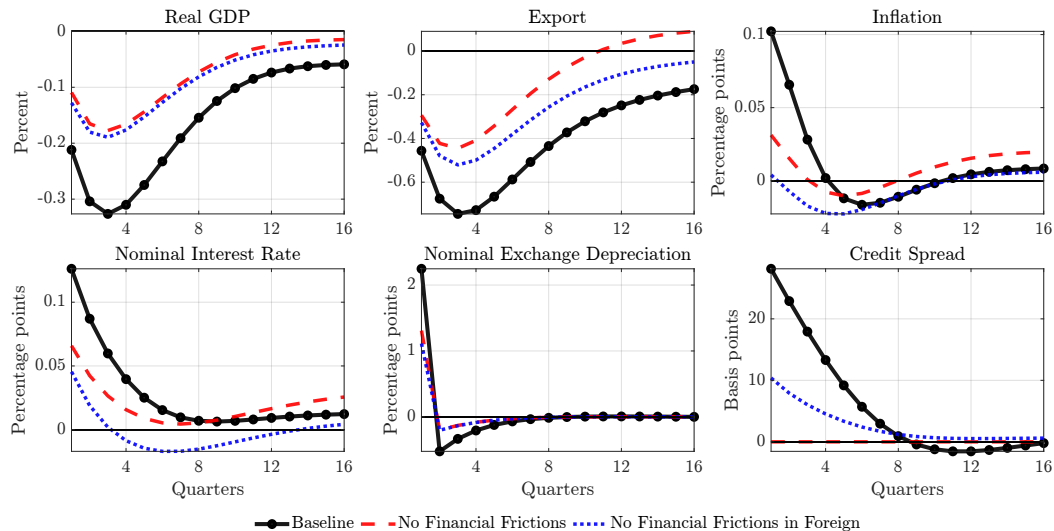 Real GDP
Export
Inflation
Percent
0
-0.1
-0.2
-0.3
4
8
12
16
Percent
0
-0.2
-0.4
-0.6
4
8
12
16
Percentage points
0.1
0.05
0
4
8
12
16
Nominal Interest Rate
Nominal Exchange Depreciation
Credit Spread
Percentage points
0.1
0.05
0
4
8
12
16
Quarters
Percentage points
2
1
0
4
8
12
16
Quarters
Basis points
20
10
0
4
8
12
16
Quarters
Baseline
No Financial Frictions
No Financial Frictions in Foreign